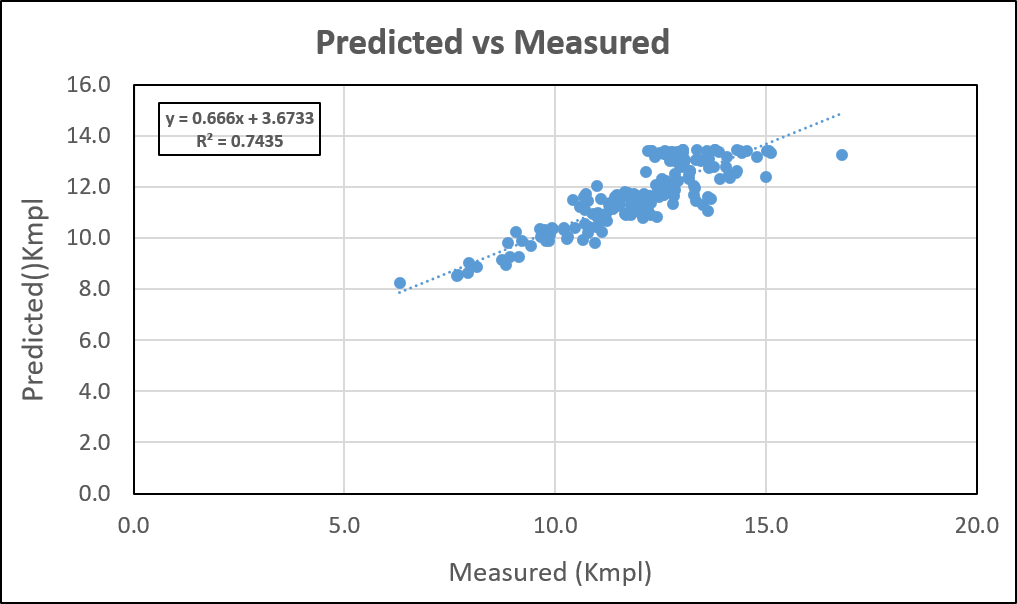 Predicted vs Measured
y = 0.666x + 3.6733
R² = 0.7435
16.0
14.0
12.0
10.0
8.0
6.0
4.0
2.0
0.0
Predicted()Kmpl
0.0 5.0 10.0 15.0 20.0
Measured (Kmpl)